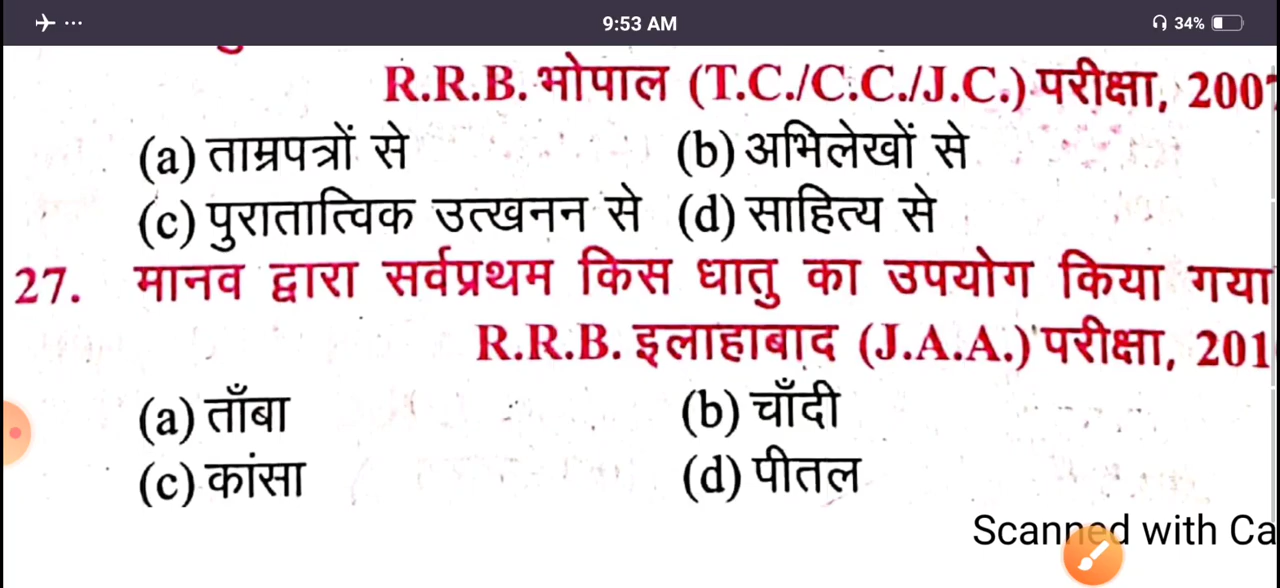 9:53 AM
34%
R.R.B. भोपाल (T.C./C.C./J.C.) परीक्षा, 200
(a) ताम्रपत्रों से (b) अभिलेखों से
(c) पुरातात्विक उत्खनन से (d) साहित्य से
27. मानव द्वारा सर्वप्रथम किस धातु का उपयोग किया गया
R.R.B. इलाहाबाद (J.A.A.) परीक्षा, 201
(a) ताँबा (b) चाँदी
(c) कांसा (d) पीतल
Scanned with Ca